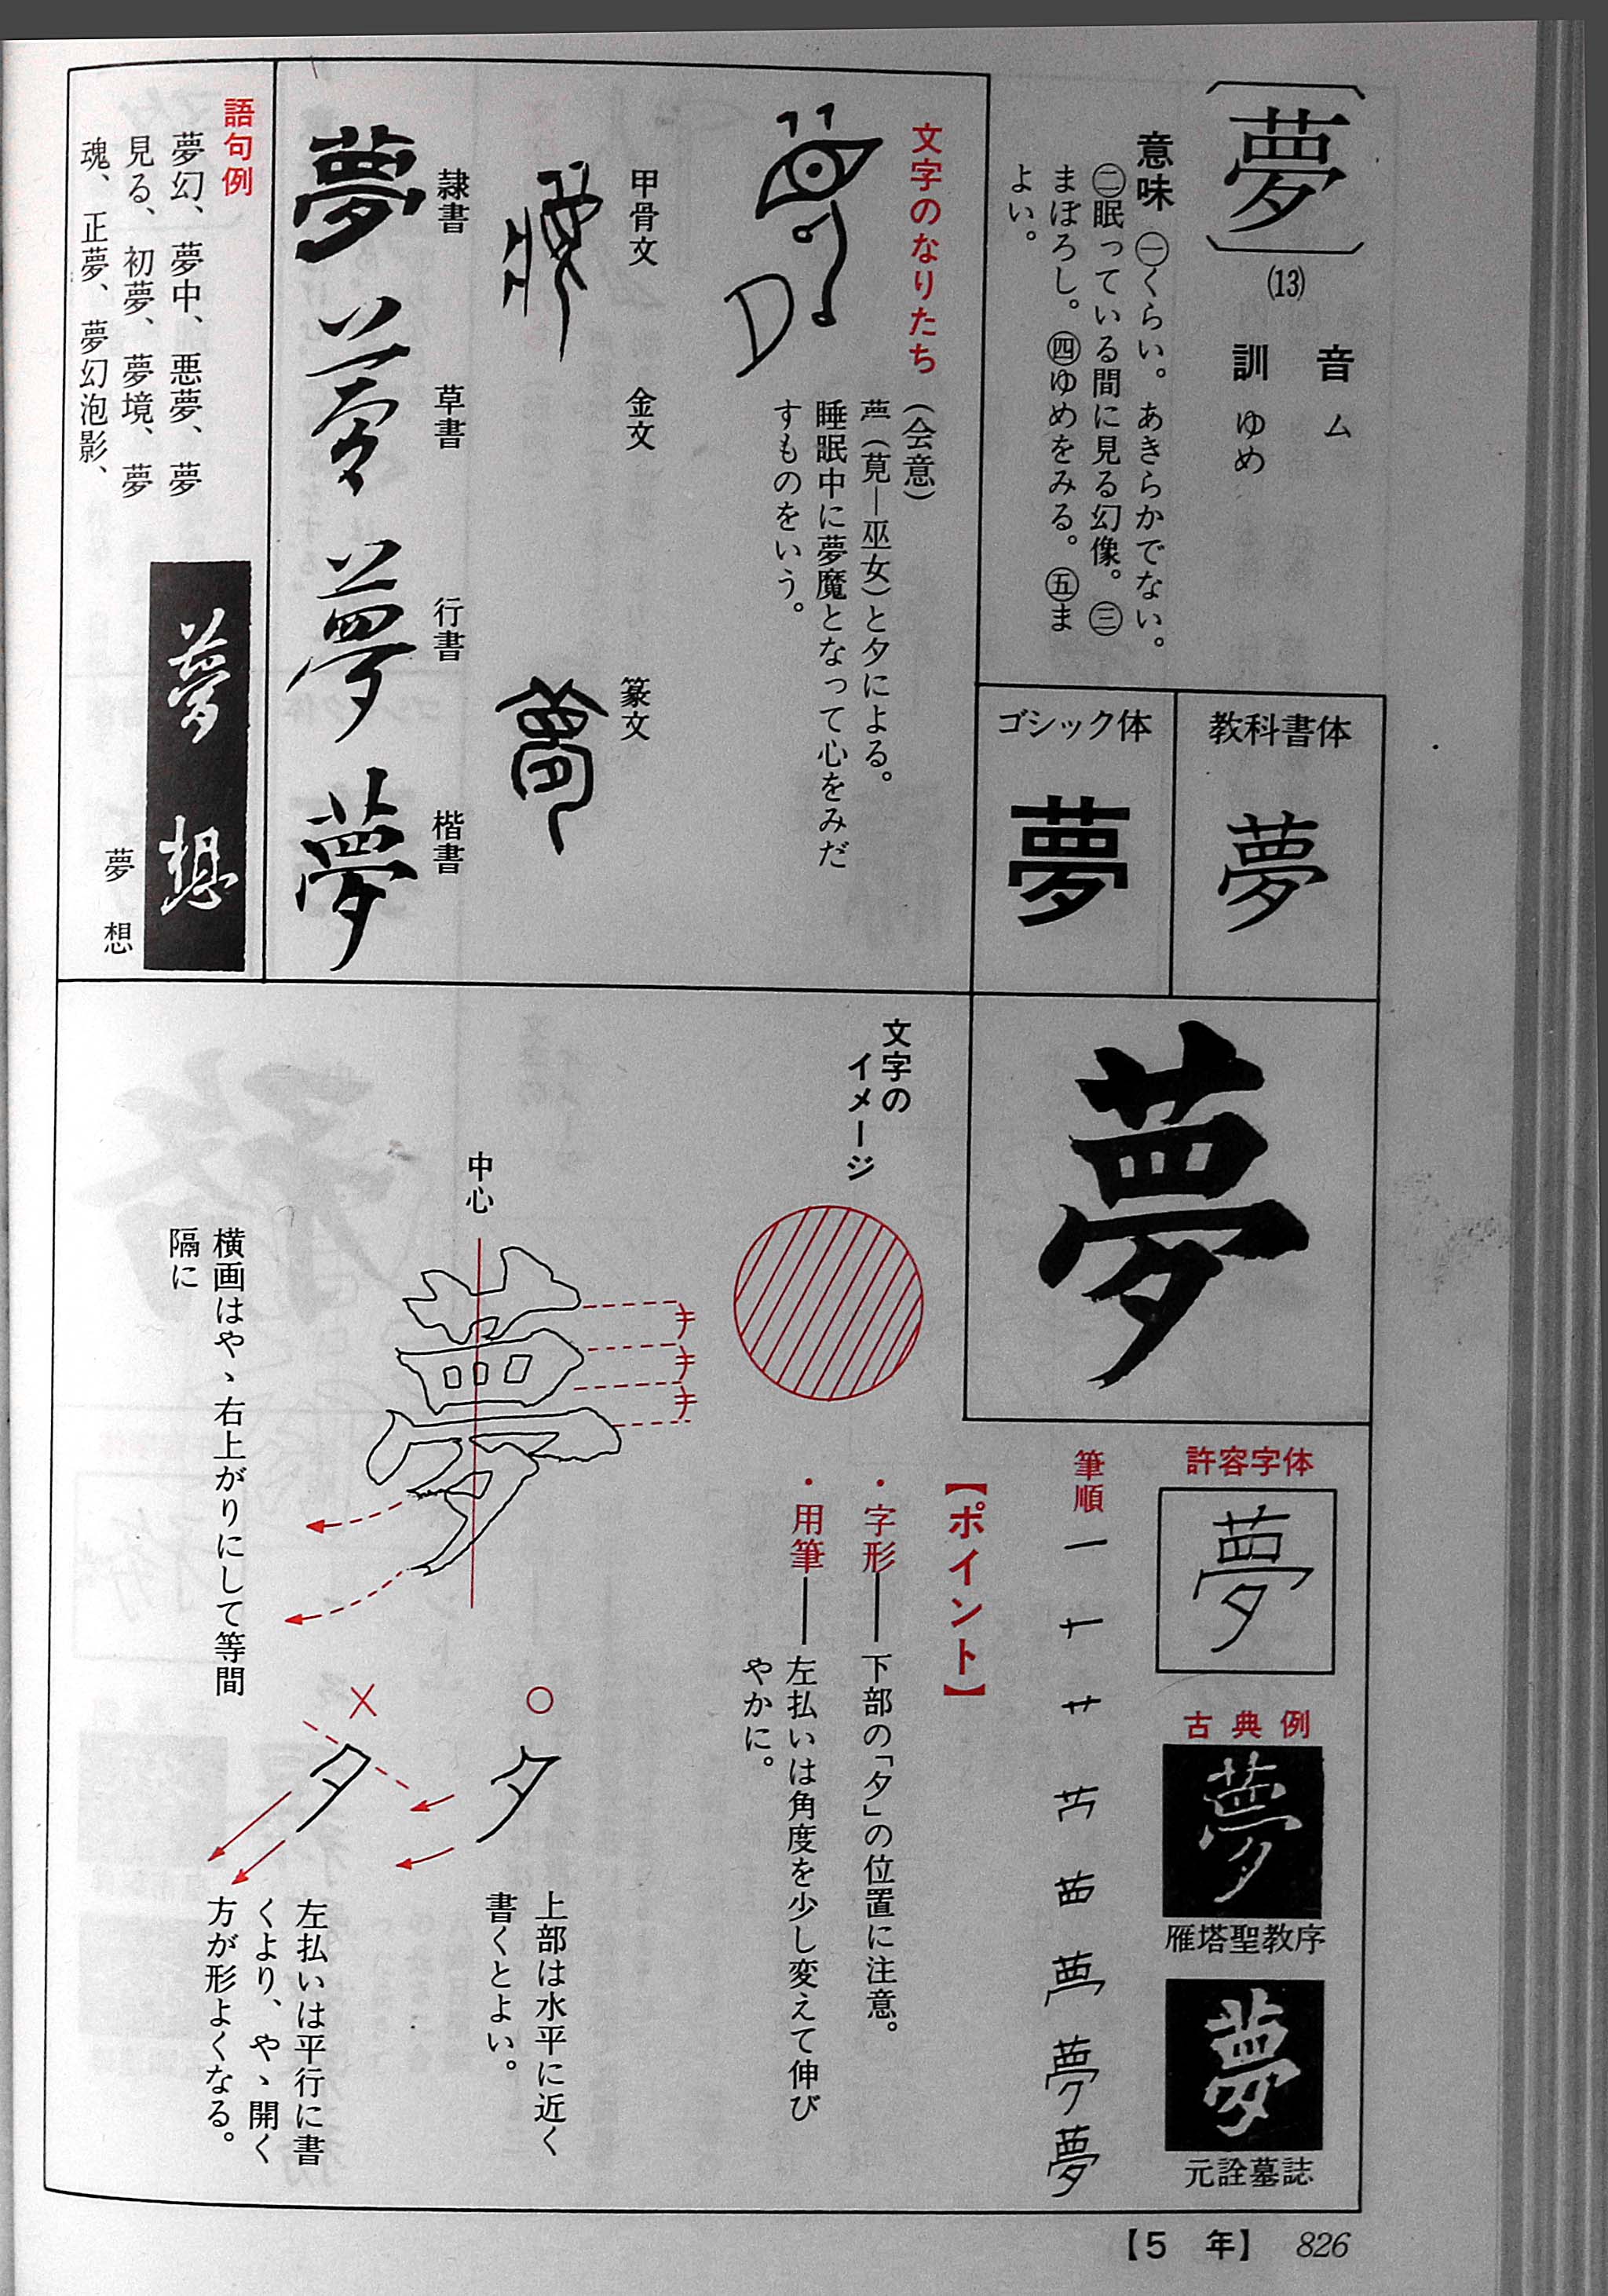 〔夢〕
(13)
音 ム
訓 ゆめ
意味 ㊀くらい。あきらかでない。
㊁眠っている間に見る幻像。㊂
まぼろし。㊃ゆめをみる。㊄ま
よい。
教科書体
夢
ゴシック体
夢
文字のなりたち
(会意)
(莧―巫女)と夕による。
睡眠中に夢魔となって心をみだ
すものをいう。
甲骨文
金文
篆文
隷書
夢
草書
夢
行書
夢
楷書
夢
語句例
夢幻、夢中、悪夢、夢
見る、初夢、夢境、夢
魂、正夢、夢幻泡影、
夢想
夢想
夢
許容字体
夢
古典例
夢
雁塔聖教序
夢
元詮墓誌
筆順
夢 夢
【ポイント】
・字形――下部の「夕」の位置に注意。
・用筆――左払いは角度を少し変えて伸び
やかに。
文字の
イメージ
中心
夢
横画はやゝ右上がりにして等間
隔に
○
夕
上部は水平に近く
書くとよい。
×
夕
左払いは平行に書
くより、やゝ開く
方が形よくなる。
【5 年】 826